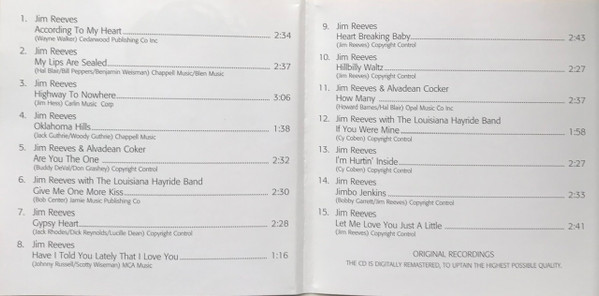 1. Jim Reeves
According To My Heart 2:34
(Wayne Walker) Cedarwood Publishing Co Inc
2. Jim Reeves
My Lips Are Sealed 2:37
(Hal Blair/Bill Peppers/Benjamin Weisman) Chappell Music/Blen Music
3. Jim Reeves
Highway To Nowhere 3:06
(Jim Hess) Carlin Music Corp
4. Jim Reeves
Oklahoma Hills 1:38
(Jack Guthrie/Woody Guthrie) Chappell Music
5. Jim Reeves & Alvadean Coker
Are You The One 2:32
(Buddy Deval/Don Grashey) Copyright Control
6. Jim Reeves with The Louisiana Hayride Band
Give Me One More Kiss 2:30
(Bob Center) Jamie Music Publishing Co
7. Jim Reeves
Gypsy Heart 2:28
(Jack Rhodes/Dick Reynolds/Lucille Dean) Copyright Control
8. Jim Reeves
Have I Told You Lately That I Love You 1:16
(Johnny Russell/Scotty Wiseman) MCA Music
9. Jim Reeves
Heart Breaking Baby 2:43
(Jim Reeves) Copyright Control
10. Jim Reeves
Hillbilly Waltz 2:27
(Jim Reeves) Copyright Control
11. Jim Reeves & Alvadean Cocker
How Many 2:37
(Howard Barnes/Hal Blair) Opal Music Co Inc
12. Jim Reeves with The Louisiana Hayride Band
If You Were Mine 1:58
(Cy Coben) Copyright Control
13. Jim Reeves
I'm Hurtin' Inside 2:27
(Cy Coben) Copyright Control
14. Jim Reeves
Jimbo Jenkins 2:33
(Bobby Garrett/Jim Reeves) Copyright Control
15. Jim Reeves
Let Me Love You Just A Little 2:41
(Jim Reeves) Copyright Control
ORIGINAL RECORDINGS
THE CD IS DIGITALLY REMASTERED, TO UPTAIN THE HIGHEST POSSIBLE QUALITY.